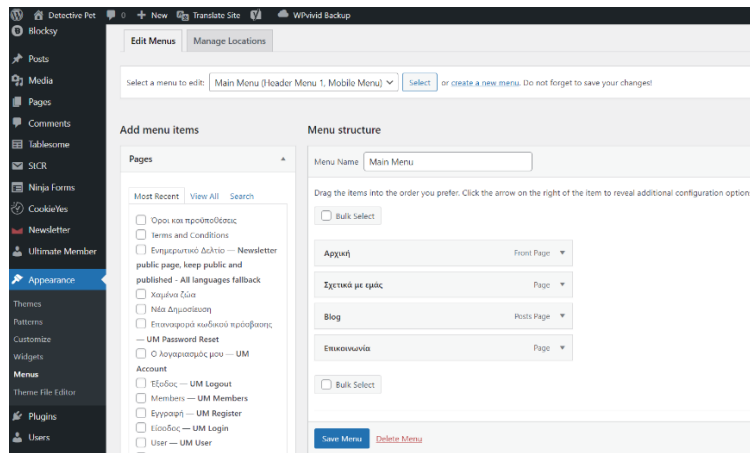 Detective Pet 0 + New Translate Site WPvivid Backup
Blocksy
Posts
Media
Pages
Comments
Tablesome
StCR
Ninja Forms
CookieYes
Newsletter
Ultimate Member
Appearance
Themes
Patterns
Customize
Widgets
Menus
Theme File Editor
Plugins
Users
Edit Menus
Manage Locations
Select a menu to edit: Main Menu (Header Menu 1, Mobile Menu) Select or create a new menu. Do not forget to save your changes!
Add menu items
Pages
Most Recent View All Search
Όροι και προϋποθέσεις
Terms and Conditions
Ενημερωτικό Δελτίο — Newsletter
public page, keep public and
published - All languages fallback
Χαμένα ζώα
Νέα Δημοσίευση
Επαναφορά κωδικού πρόσβασης
— UM Password Reset
Ο λογαριασμός μου — UM
Account
Έξοδος — UM Logout
Members — UM Members
Εγγραφή — UM Register
Είσοδος — UM Login
User — UM User
Menu structure
Menu Name Main Menu
Drag the items into the order you prefer. Click the arrow on the right of the item to reveal additional configuration option
Bulk Select
Αρχική Front Page
Σχετικά με εμάς Page
Blog Posts Page
Επικοινωνία Page
Bulk Select
Save Menu Delete Menu